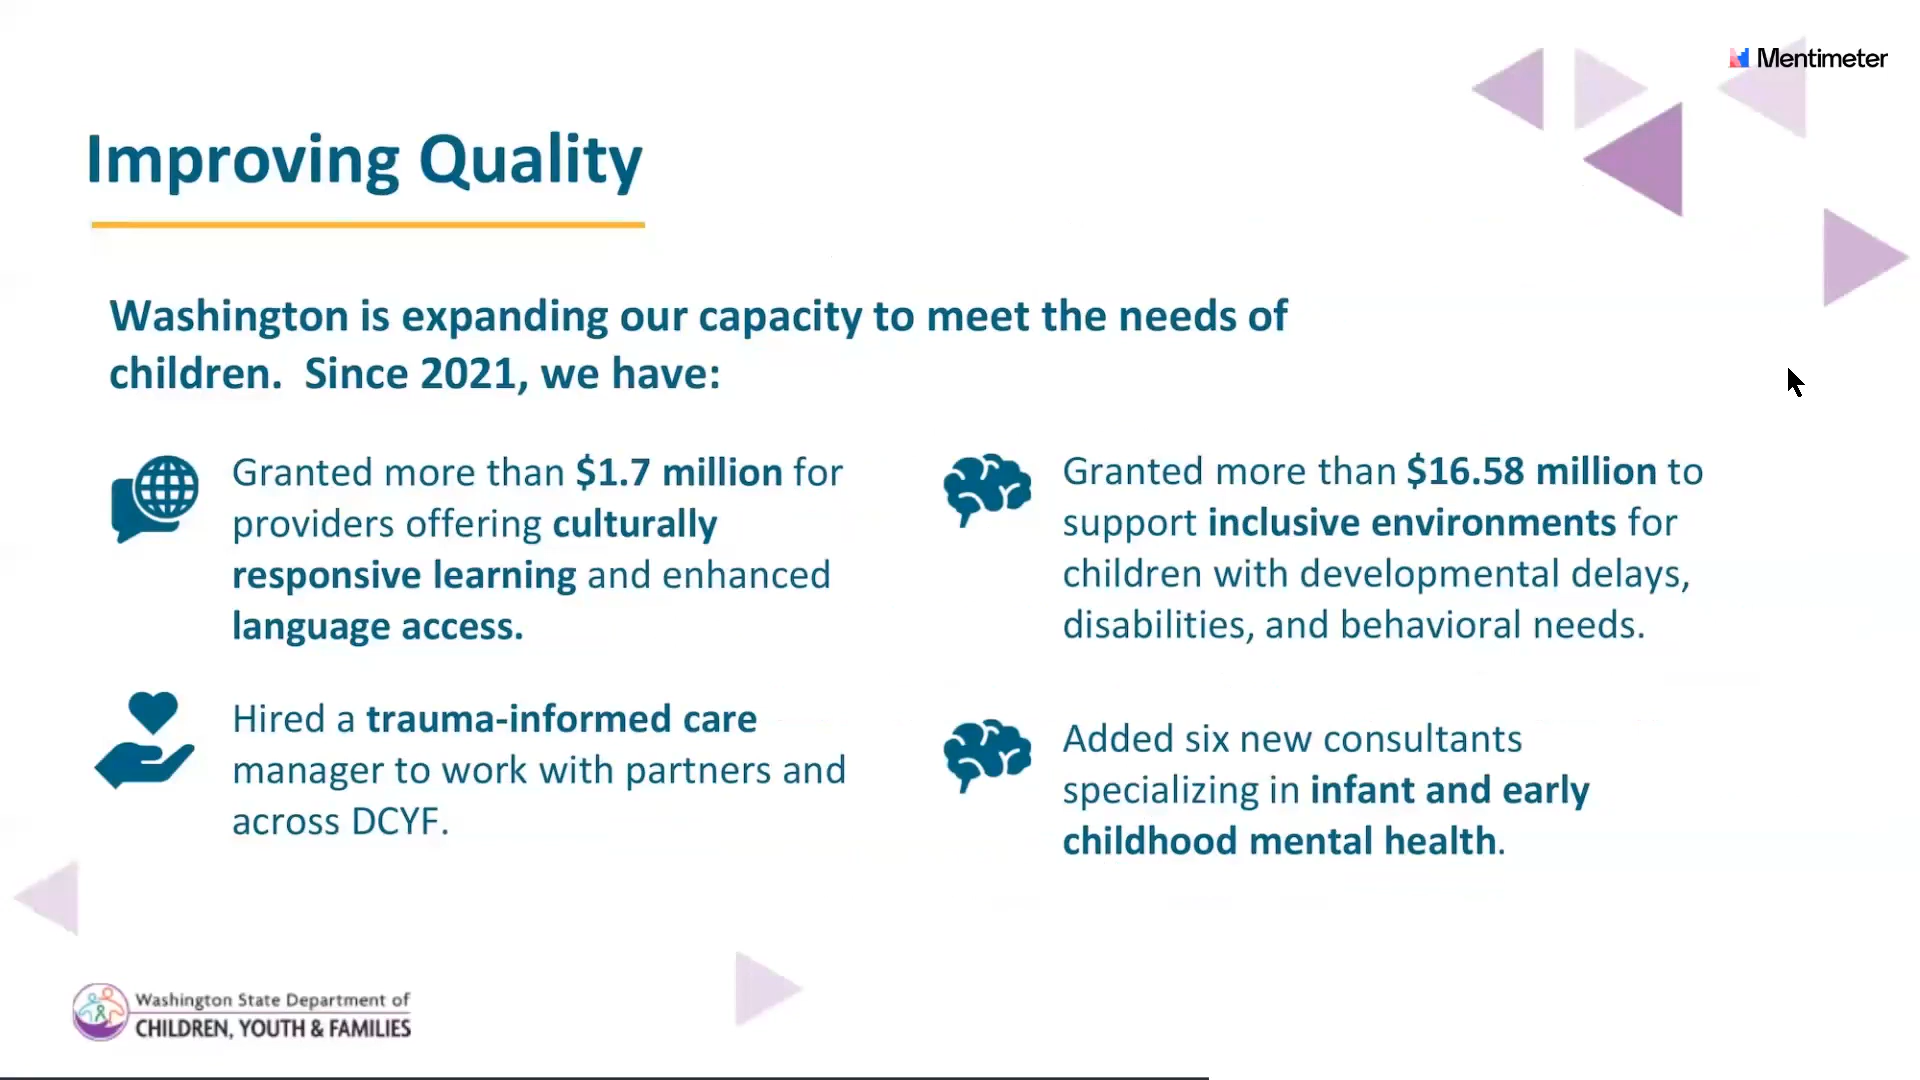 Mentimeter
Improving Quality
Washington is expanding our capacity to meet the needs of
children.  Since 2021, we have:
Granted more than $1.7 million for
providers offering culturally
responsive learning and enhanced
language access.
Granted more than $16.58 million to
support inclusive environments for
children with developmental delays,
disabilities, and behavioral needs.
Hired a trauma-informed care
manager to work with partners and
across DCYF.
Added six new consultants
specializing in infant and early
childhood mental health.
Washington State Department of
CHILDREN, YOUTH & FAMILIES